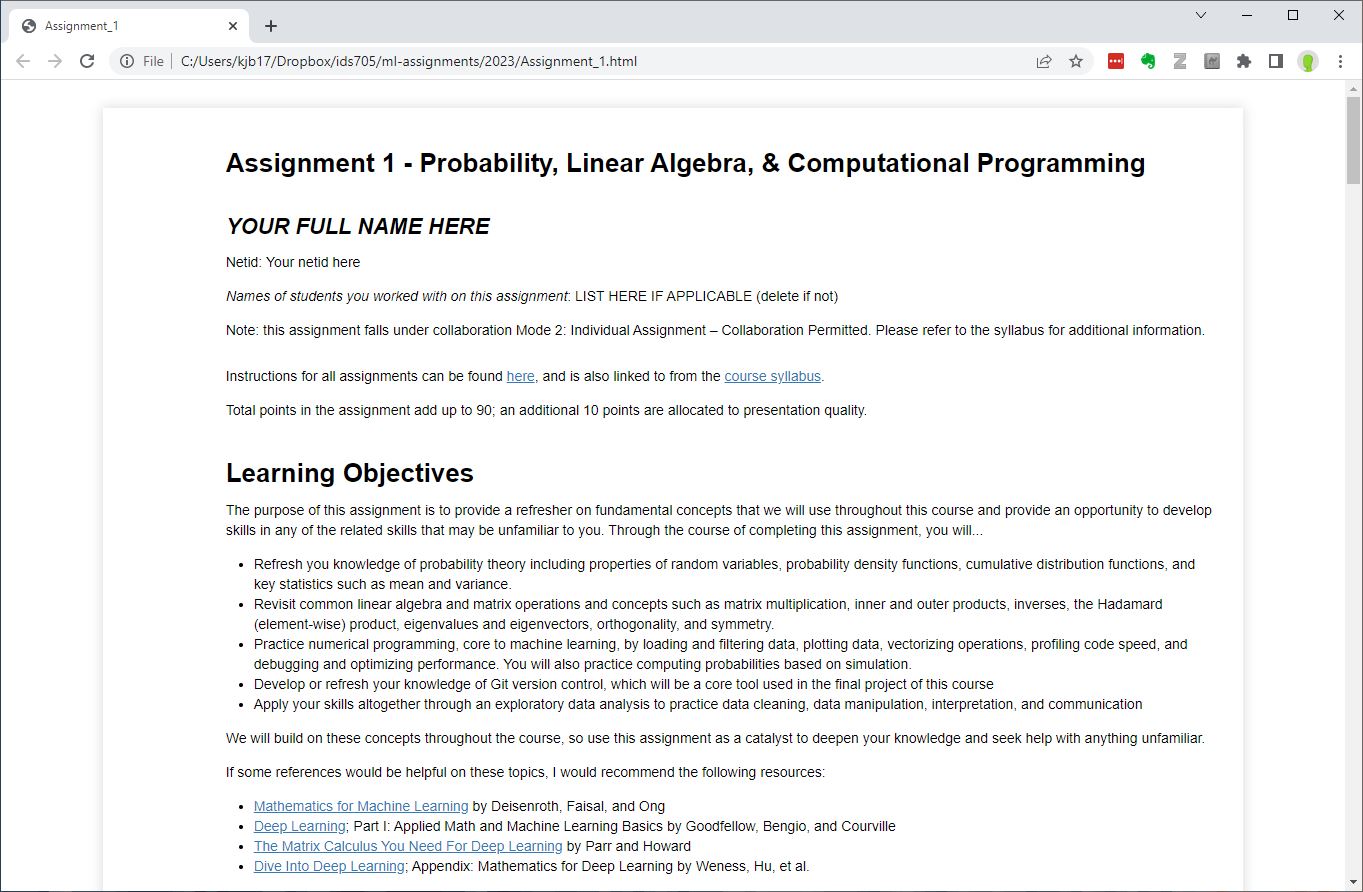 Assignment_1
File
C:/Users/kjb17/Dropbox/ids705/ml-assignments/2023/Assignment_1.html
Assignment 1 - Probability, Linear Algebra, & Computational Programming
YOUR FULL NAME HERE
Netid: Your netid here
Names of students you worked with on this assignment: LIST HERE IF APPLICABLE (delete if not)
Note: this assignment falls under collaboration Mode 2: Individual Assignment – Collaboration Permitted. Please refer to the syllabus for additional information.
Instructions for all assignments can be found here, and is also linked to from the course syllabus.
Total points in the assignment add up to 90; an additional 10 points are allocated to presentation quality.
Learning Objectives
The purpose of this assignment is to provide a refresher on fundamental concepts that we will use throughout this course and provide an opportunity to develop
skills in any of the related skills that may be unfamiliar to you. Through the course of completing this assignment, you will...
• Refresh you knowledge of probability theory including properties of random variables, probability density functions, cumulative distribution functions, and
key statistics such as mean and variance.
• Revisit common linear algebra and matrix operations and concepts such as matrix multiplication, inner and outer products, inverses, the Hadamard
(element-wise) product, eigenvalues and eigenvectors, orthogonality, and symmetry.
• Practice numerical programming, core to machine learning, by loading and filtering data, plotting data, vectorizing operations, profiling code speed, and
debugging and optimizing performance. You will also practice computing probabilities based on simulation.
• Develop or refresh your knowledge of Git version control, which will be a core tool used in the final project of this course
• Apply your skills altogether through an exploratory data analysis to practice data cleaning, data manipulation, interpretation, and communication
We will build on these concepts throughout the course, so use this assignment as a catalyst to deepen your knowledge and seek help with anything unfamiliar.
If some references would be helpful on these topics, I would recommend the following resources:
• Mathematics for Machine Learning by Deisenroth, Faisal, and Ong
• Deep Learning; Part I: Applied Math and Machine Learning Basics by Goodfellow, Bengio, and Courville
• The Matrix Calculus You Need For Deep Learning by Parr and Howard
• Dive Into Deep Learning; Appendix: Mathematics for Deep Learning by Weness, Hu, et al.